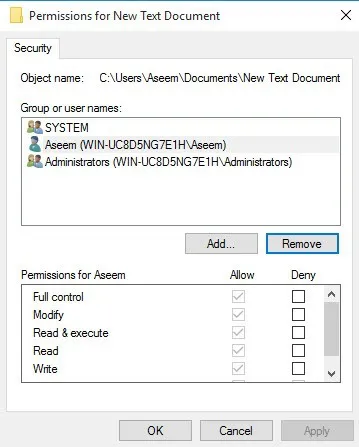 Permissions for New Text Document
Security
Object name: C:\Users\Aseem\Documents\New Text Document
Group or user names:
SYSTEM
Aseem (WIN-UC8D5NG7E1H\Aseem)
Administrators (WIN-UC8D5NG7E1H\Administrators)
Add... Remove
Permissions for Aseem Allow Deny
Full control
Modify
Read & execute
Read
Write
OK Cancel Apply